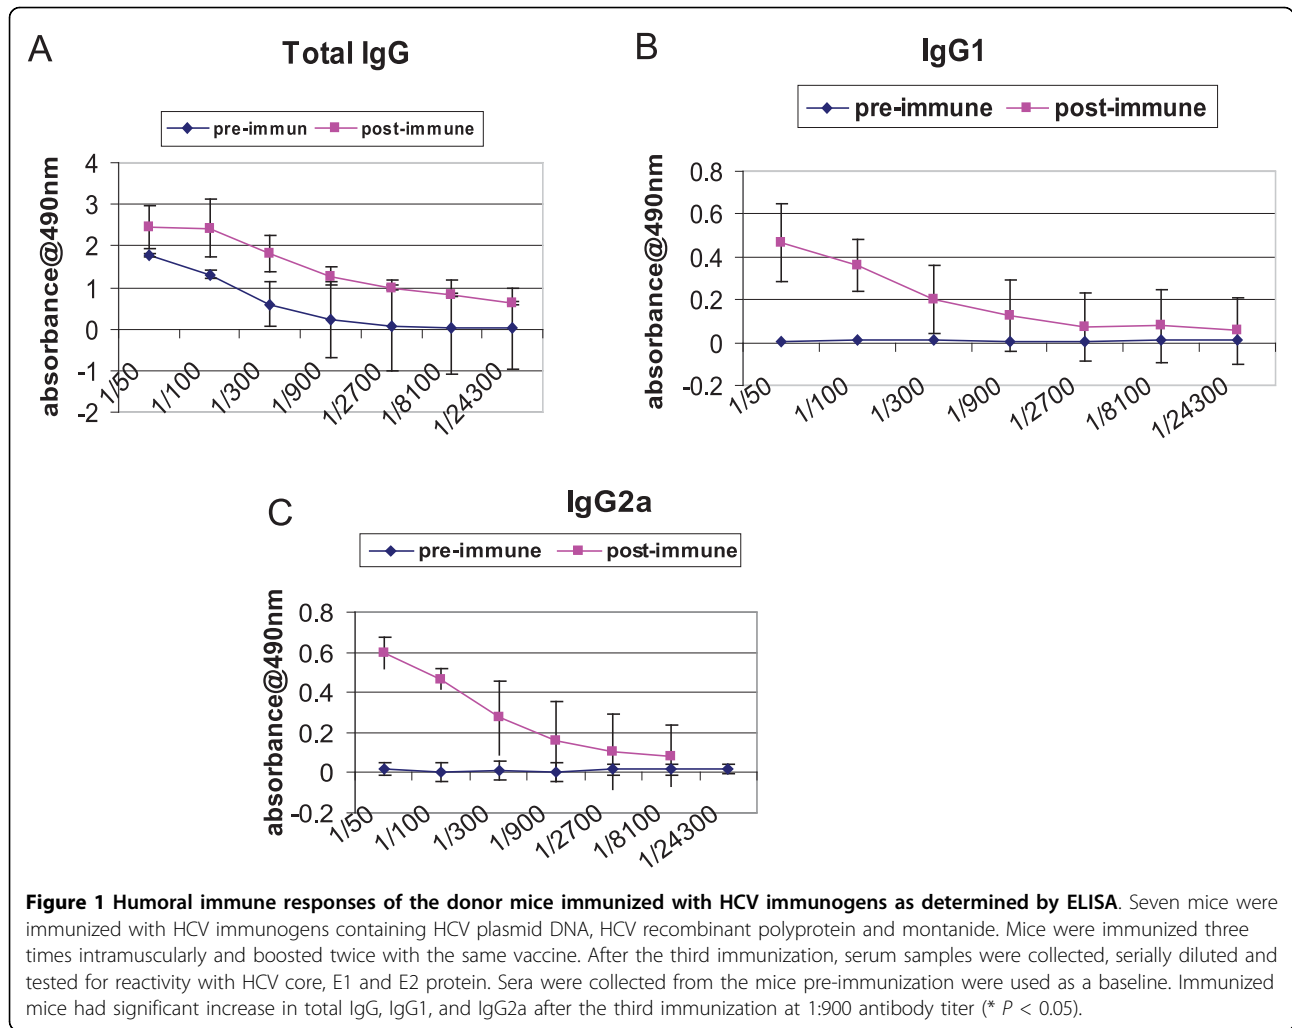 A
Total IgG
pre-immun post-immune
absorbance@490nm
4
3
2
1
0
-1
-2
1/50 1/100 1/300 1/900 1/2700 1/8100 1/24300
B
IgG1
pre-immune post-immune
absorbance@490nm
0.8
0.6
0.4
0.2
0
-0.2
1/50 1/100 1/300 1/900 1/2700 1/8100 1/24300
C
IgG2a
pre-immune post-immune
absorbance@490nm
0.8
0.6
0.4
0.2
0
-0.2
1/50 1/100 1/300 1/900 1/2700 1/8100 1/24300
Figure 1 Humoral immune responses of the donor mice immunized with HCV immunogens as determined by ELISA. Seven mice were
immunized with HCV immunogens containing HCV plasmid DNA, HCV recombinant polyprotein and montanide. Mice were immunized three
times intramuscularly and boosted twice with the same vaccine. After the third immunization, serum samples were collected, serially diluted and
tested for reactivity with HCV core, E1 and E2 protein. Sera were collected from the mice pre-immunization were used as a baseline. Immunized
mice had significant increase in total IgG, IgG1, and IgG2a after the third immunization at 1:900 antibody titer (* P < 0.05).